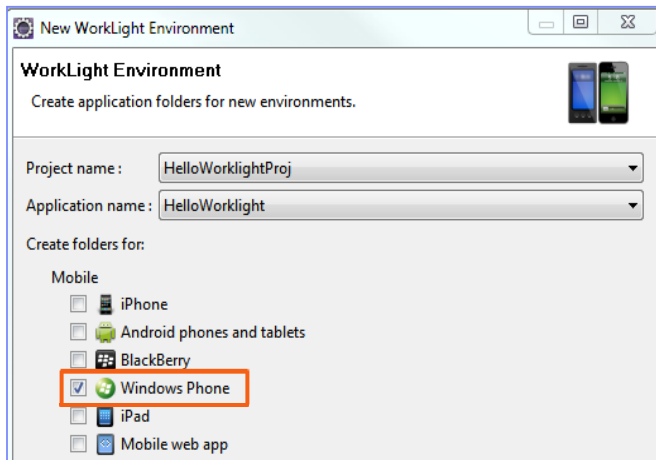 New WorkLight Environment
WorkLight Environment
Create application folders for new environments.
Project name :
HelloWorklightProj
Application name :
HelloWorklight
Create folders for:
Mobile
iPhone
Android phones and tablets
BlackBerry
Windows Phone
iPad
Mobile web app